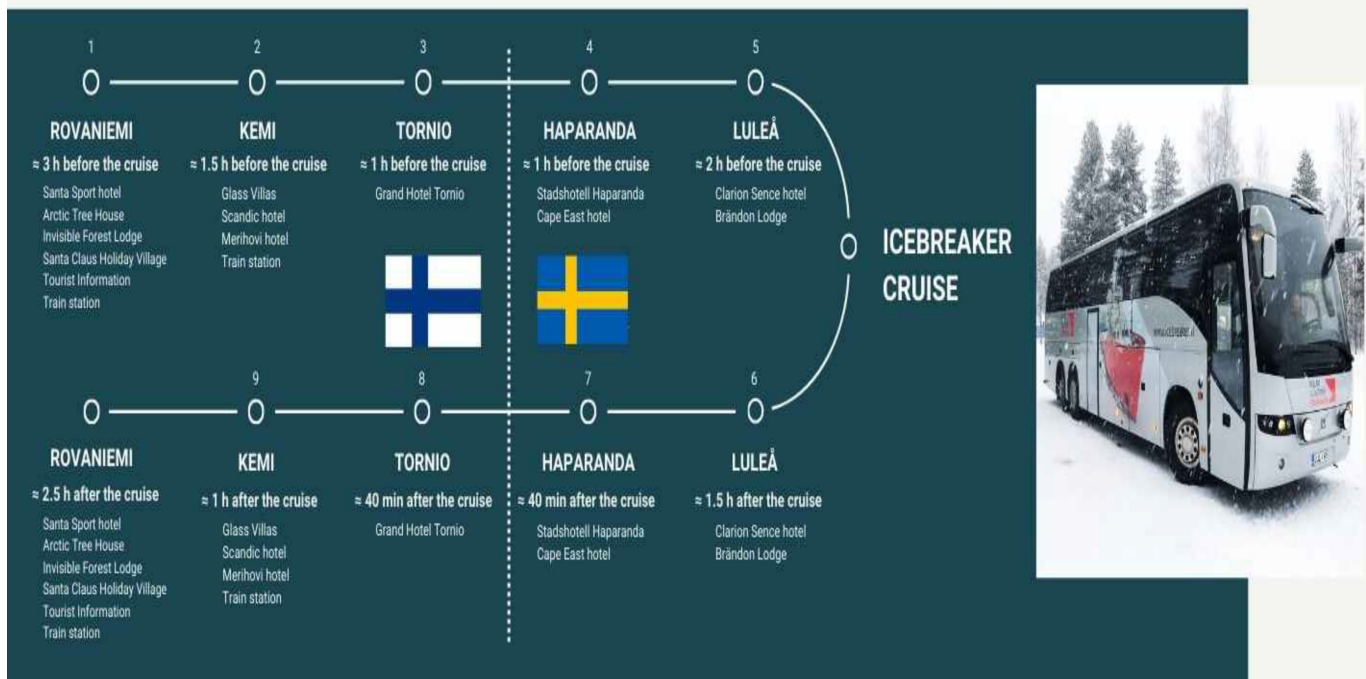 1
2
3
4
5
ROVANIEMI
≈ 3 h before the cruise
Santa Sport hotel
Arctic Tree House
Invisible Forest Lodge
Santa Claus Holiday Village
Tourist Information
Train station
KEMI
≈ 1.5 h before the cruise
Glass Villas
Scandic hotel
Merihovi hotel
Train station
TORNIO
≈ 1 h before the cruise
Grand Hotel Tornio
HAPARANDA
≈ 1 h before the cruise
Stadshotell Haparanda
Cape East hotel
LULEÅ
≈ 2 h before the cruise
Clarion Sence hotel
Brändon Lodge
ICEBREAKER
CRUISE
9
8
7
6
ROVANIEMI
≈ 2.5 h after the cruise
Santa Sport hotel
Arctic Tree House
Invisible Forest Lodge
Santa Claus Holiday Village
Tourist Information
Train station
KEMI
≈ 1 h after the cruise
Glass Villas
Scandic hotel
Merihovi hotel
Train station
TORNIO
≈ 40 min after the cruise
Grand Hotel Tornio
HAPARANDA
≈ 40 min after the cruise
Stadshotell Haparanda
Cape East hotel
LULEÅ
≈ 1.5 h after the cruise
Clarion Sence hotel
Brändon Lodge